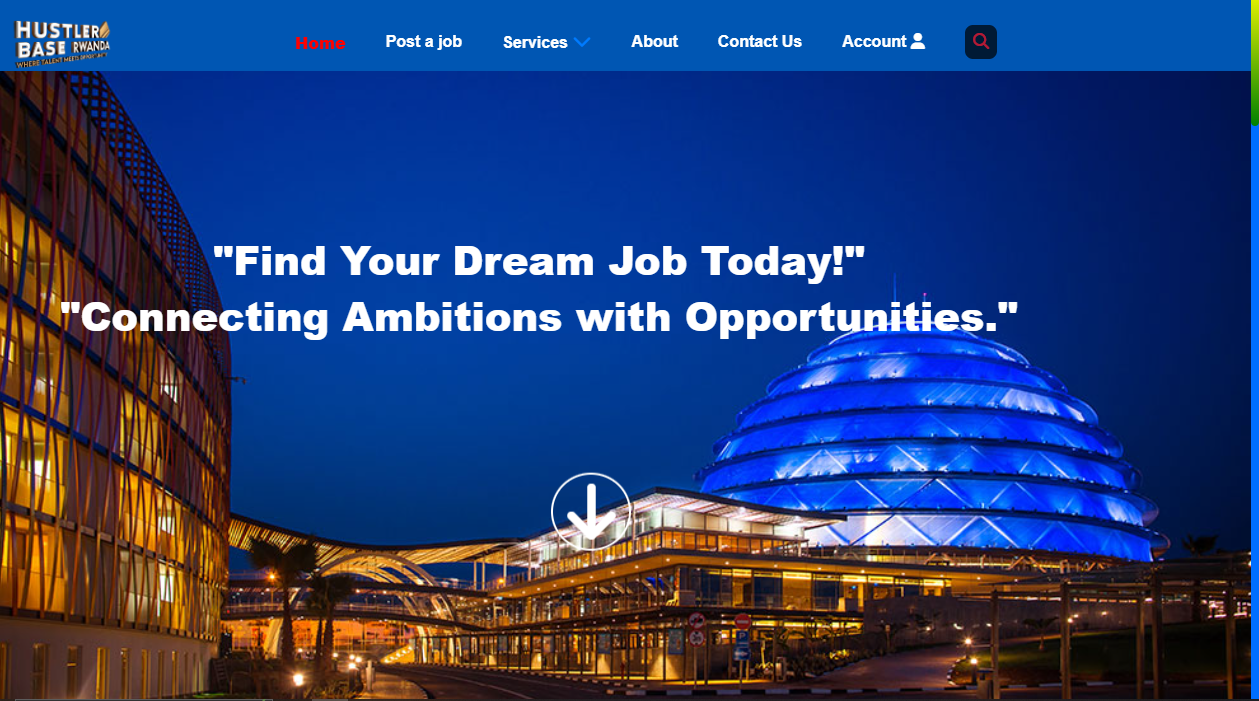 HUSTLER
BASE RWANDA
WHERE TALENT MEETS OPPORTUNITY
Home
Post a job
Services
About
Contact Us
Account
"Find Your Dream Job Today!"
"Connecting Ambitions with Opportunities."